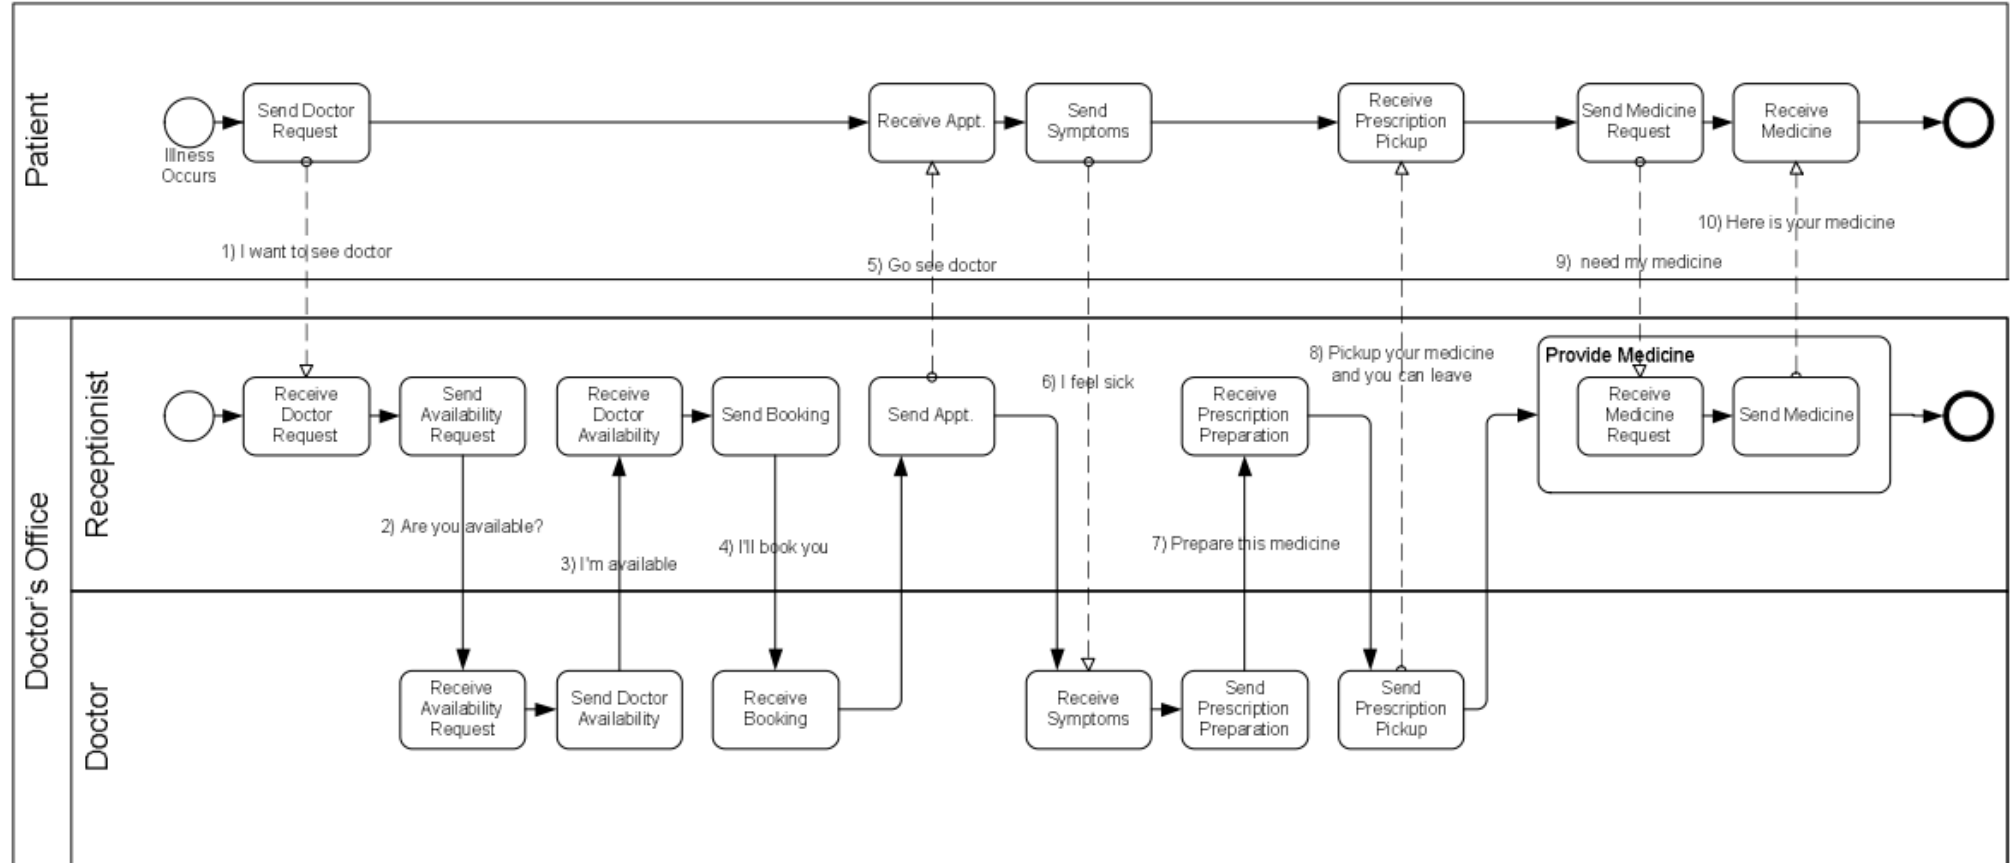 Patient
Illness
Occurs
Send Doctor
Request
Receive Appt.
Send
Symptoms
Receive
Prescription
Pickup
Send Medicine
Request
Receive
Medicine
1) I want to see doctor
5) Go see doctor
9)  need my medicine
10) Here is your medicine
Doctor's Office
Receptionist
Receive
Doctor
Request
Send
Availability
Request
Receive
Doctor
Availability
Send Booking
Send Appt.
6) I feel sick
Receive
Prescription
Preparation
8) Pickup your medicine
and you can leave
Provide Medicine
Receive
Medicine
Request
Send Medicine
2) Are you available?
3) I'm available
4) I'll book you
7) Prepare this medicine
Doctor
Receive
Availability
Request
Send Doctor
Availability
Receive
Booking
Receive
Symptoms
Send
Prescription
Preparation
Send
Prescription
Pickup